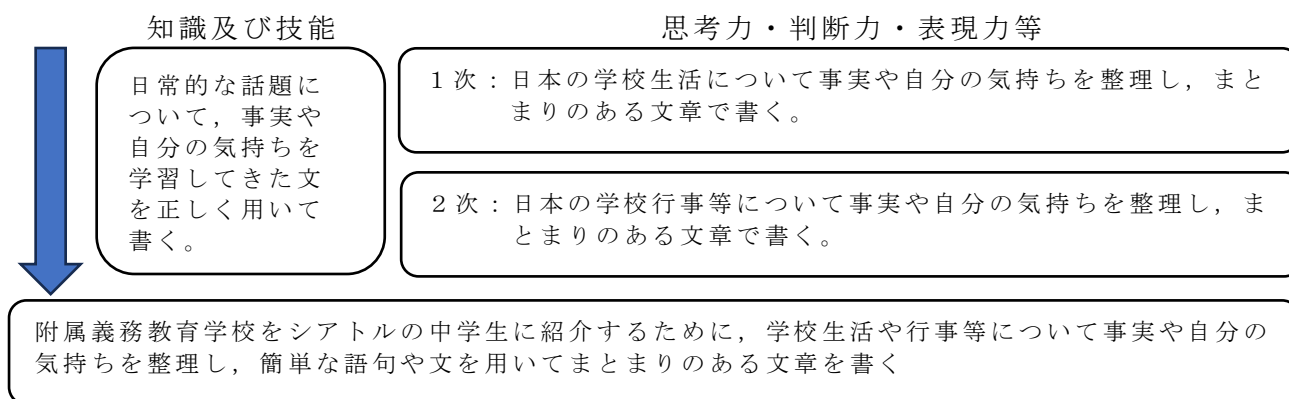 知識及び技能
思考力・判断力・表現力等
日常的な話題に
ついて，事実や
自分の気持ちを
学習してきた文
を正しく用いて
書く。
１次：日本の学校生活について事実や自分の気持ちを整理し，まと
まりのある文章で書く。
２次：日本の学校行事等について事実や自分の気持ちを整理し，ま
とまりのある文章で書く。
附属義務教育学校をシアトルの中学生に紹介するために，学校生活や行事等について事実や自分の
気持ちを整理し，簡単な語句や文を用いてまとまりのある文章を書く